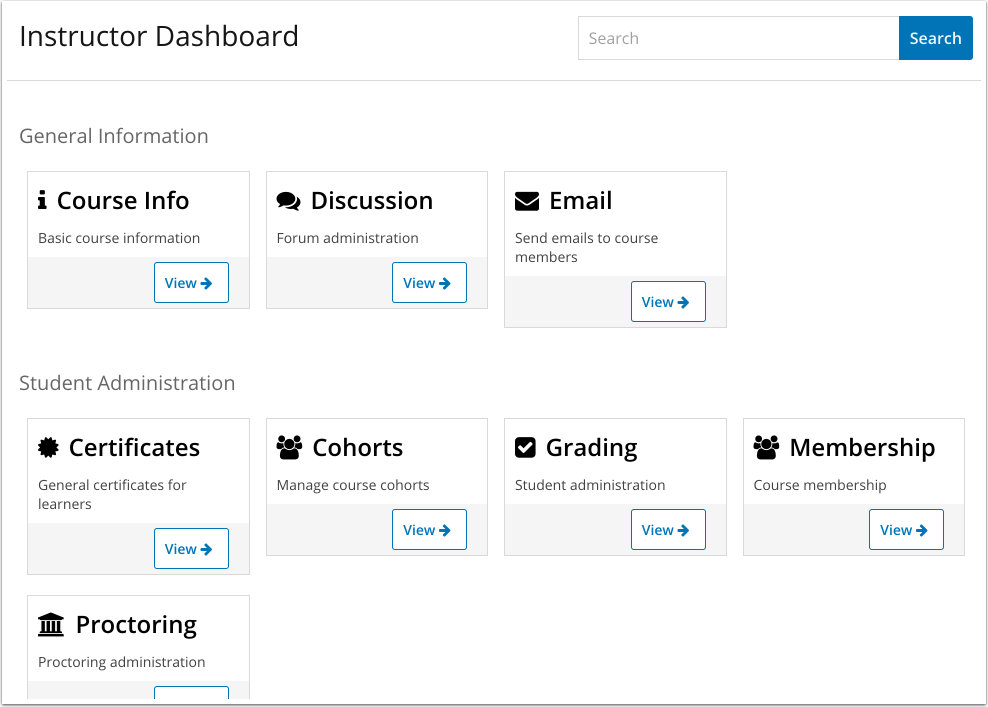 Instructor Dashboard
Search
Search
General Information
Course Info
Basic course information
View
Discussion
Forum administration
View
Email
Send emails to course
members
View
Student Administration
Certificates
General certificates for
learners
View
Cohorts
Manage course cohorts
View
Grading
Student administration
View
Membership
Course membership
View
Proctoring
Proctoring administration